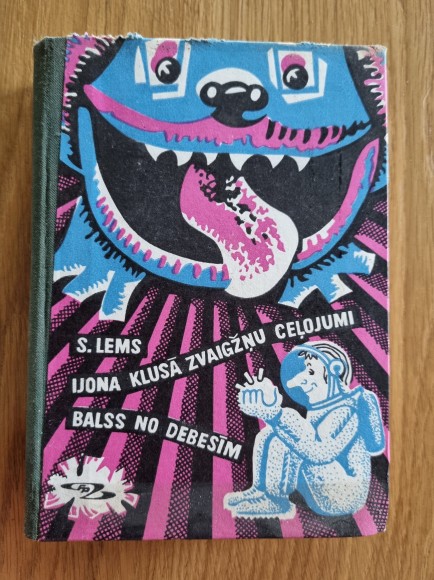 S. LEMS
IJONA KLUSĀ ZVAIGŽŅU CEĻOJUMI
BALSS NO DEBESĪM